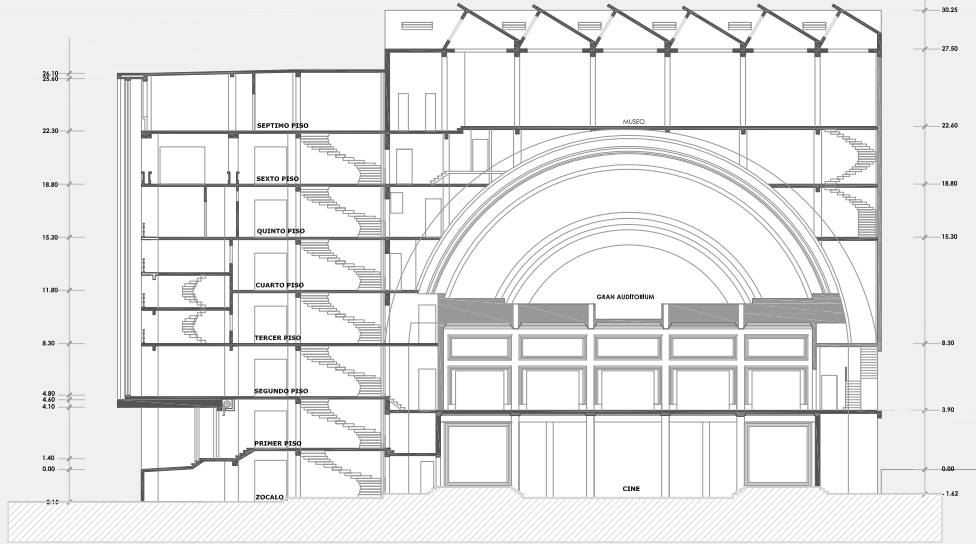 30.25
27.50
26.10
25.60
SEPTIMO PISO
MUSEO
22.30
22.60
SEXTO PISO
18.80
18.80
QUINTO PISO
15.30
15.30
CUARTO PISO
11.80
GRAN AUDITORIUM
TERCER PISO
8.30
8.30
SEGUNDO PISO
4.80
4.60
4.10
3.90
PRIMER PISO
1.40
0.00
0.00
CINE
ZOCALO
- 1.62
-2.15